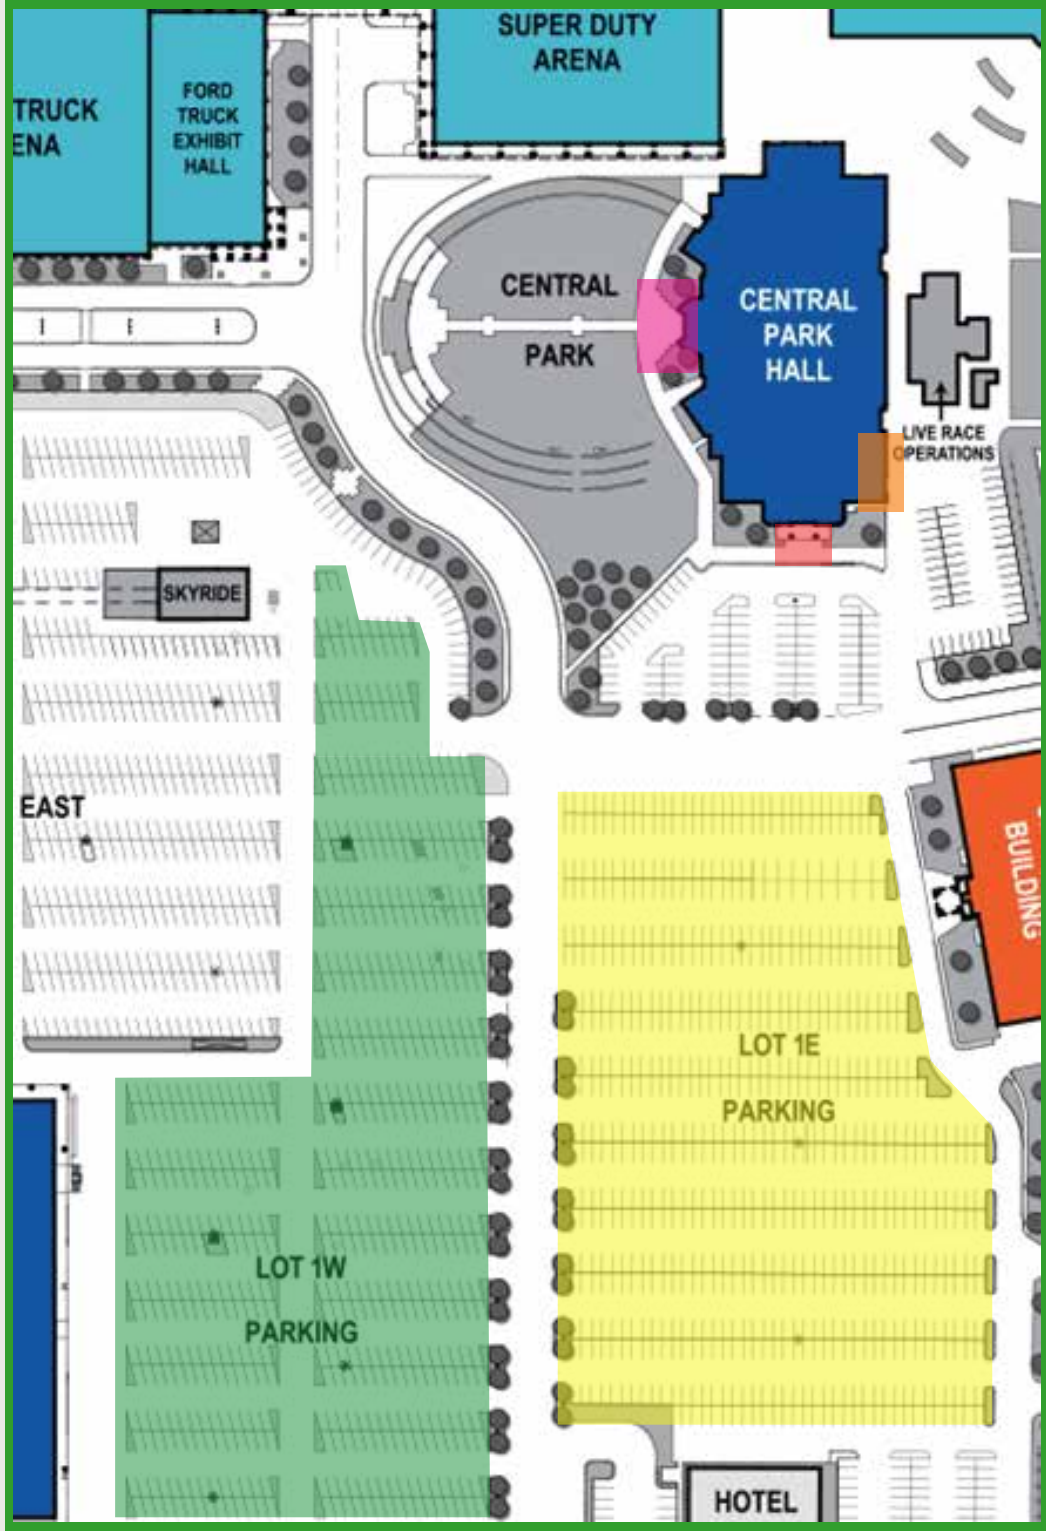 SUPER DUTY
ARENA
TRUCK
ENA
FORD
TRUCK
EXHIBIT
HALL
CENTRAL
PARK
CENTRAL
PARK
HALL
LIVE RACE
OPERATIONS
SKYRIDE
EAST
BUILDING
LOT 1E
PARKING
LOT 1W
PARKING
HOTEL